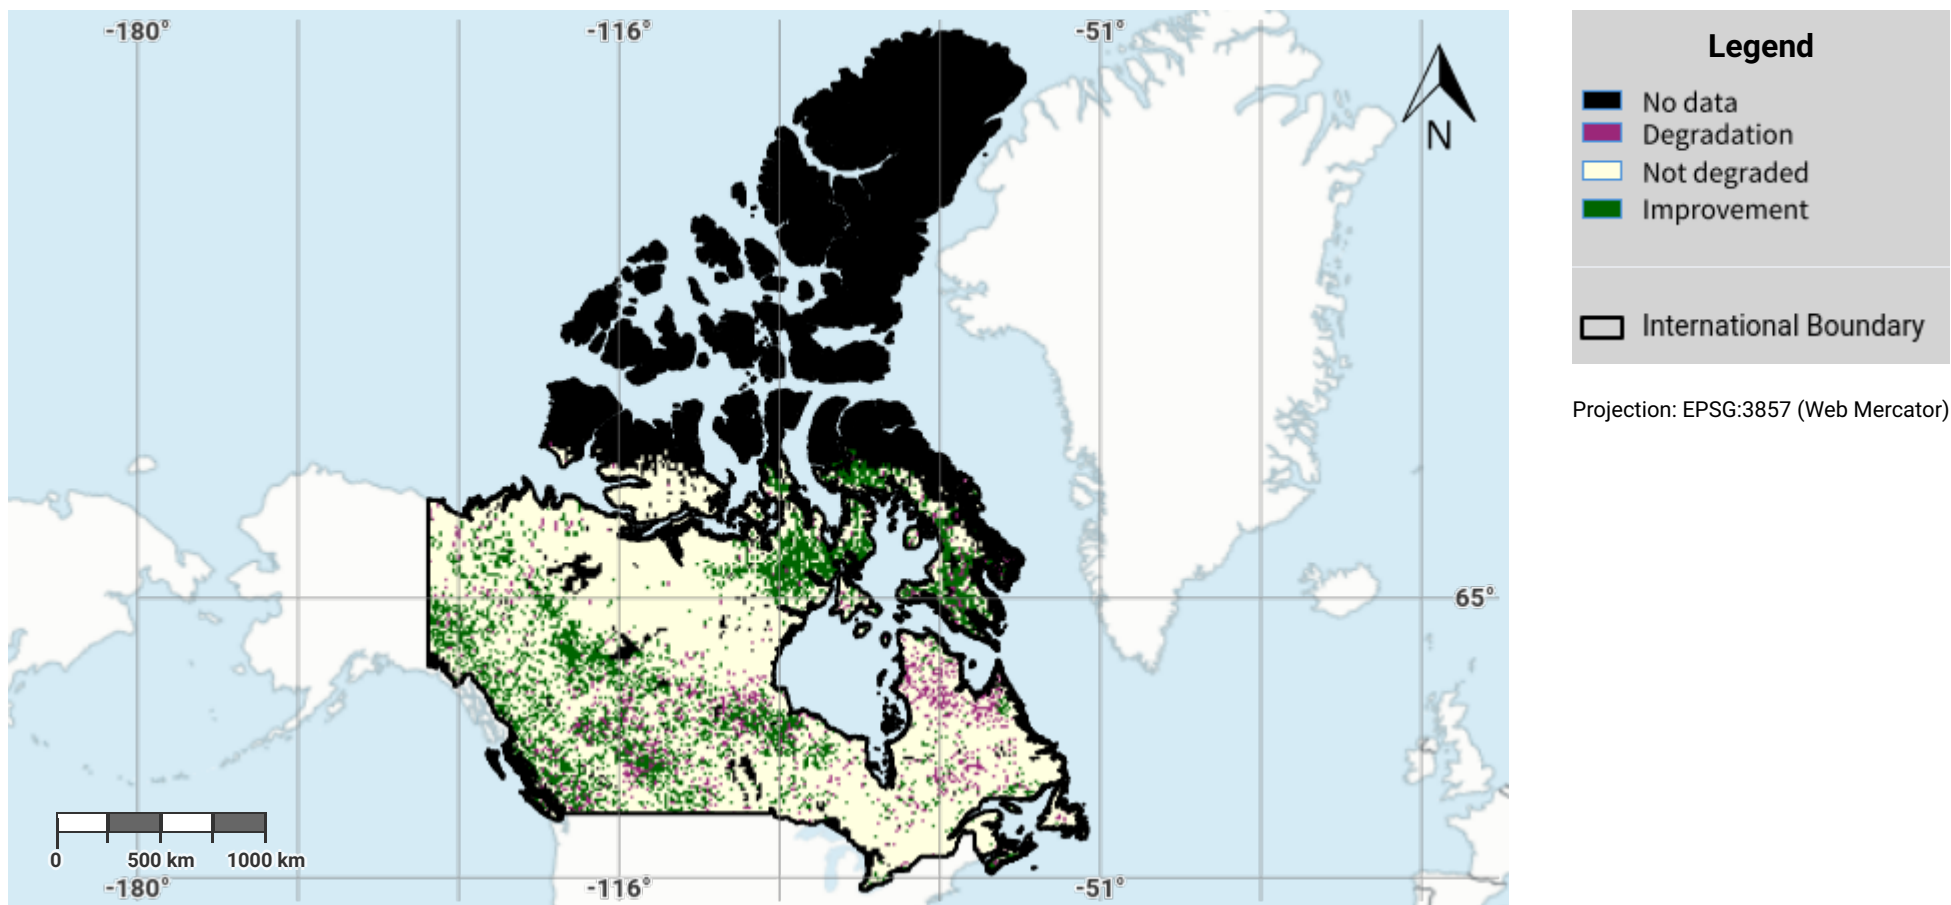 -180° -116° -51°
N
65°
0 500 km 1000 km
-180° -116° -51°
Legend
No data
Degradation
Not degraded
Improvement
International Boundary
Projection: EPSG:3857 (Web Mercator)